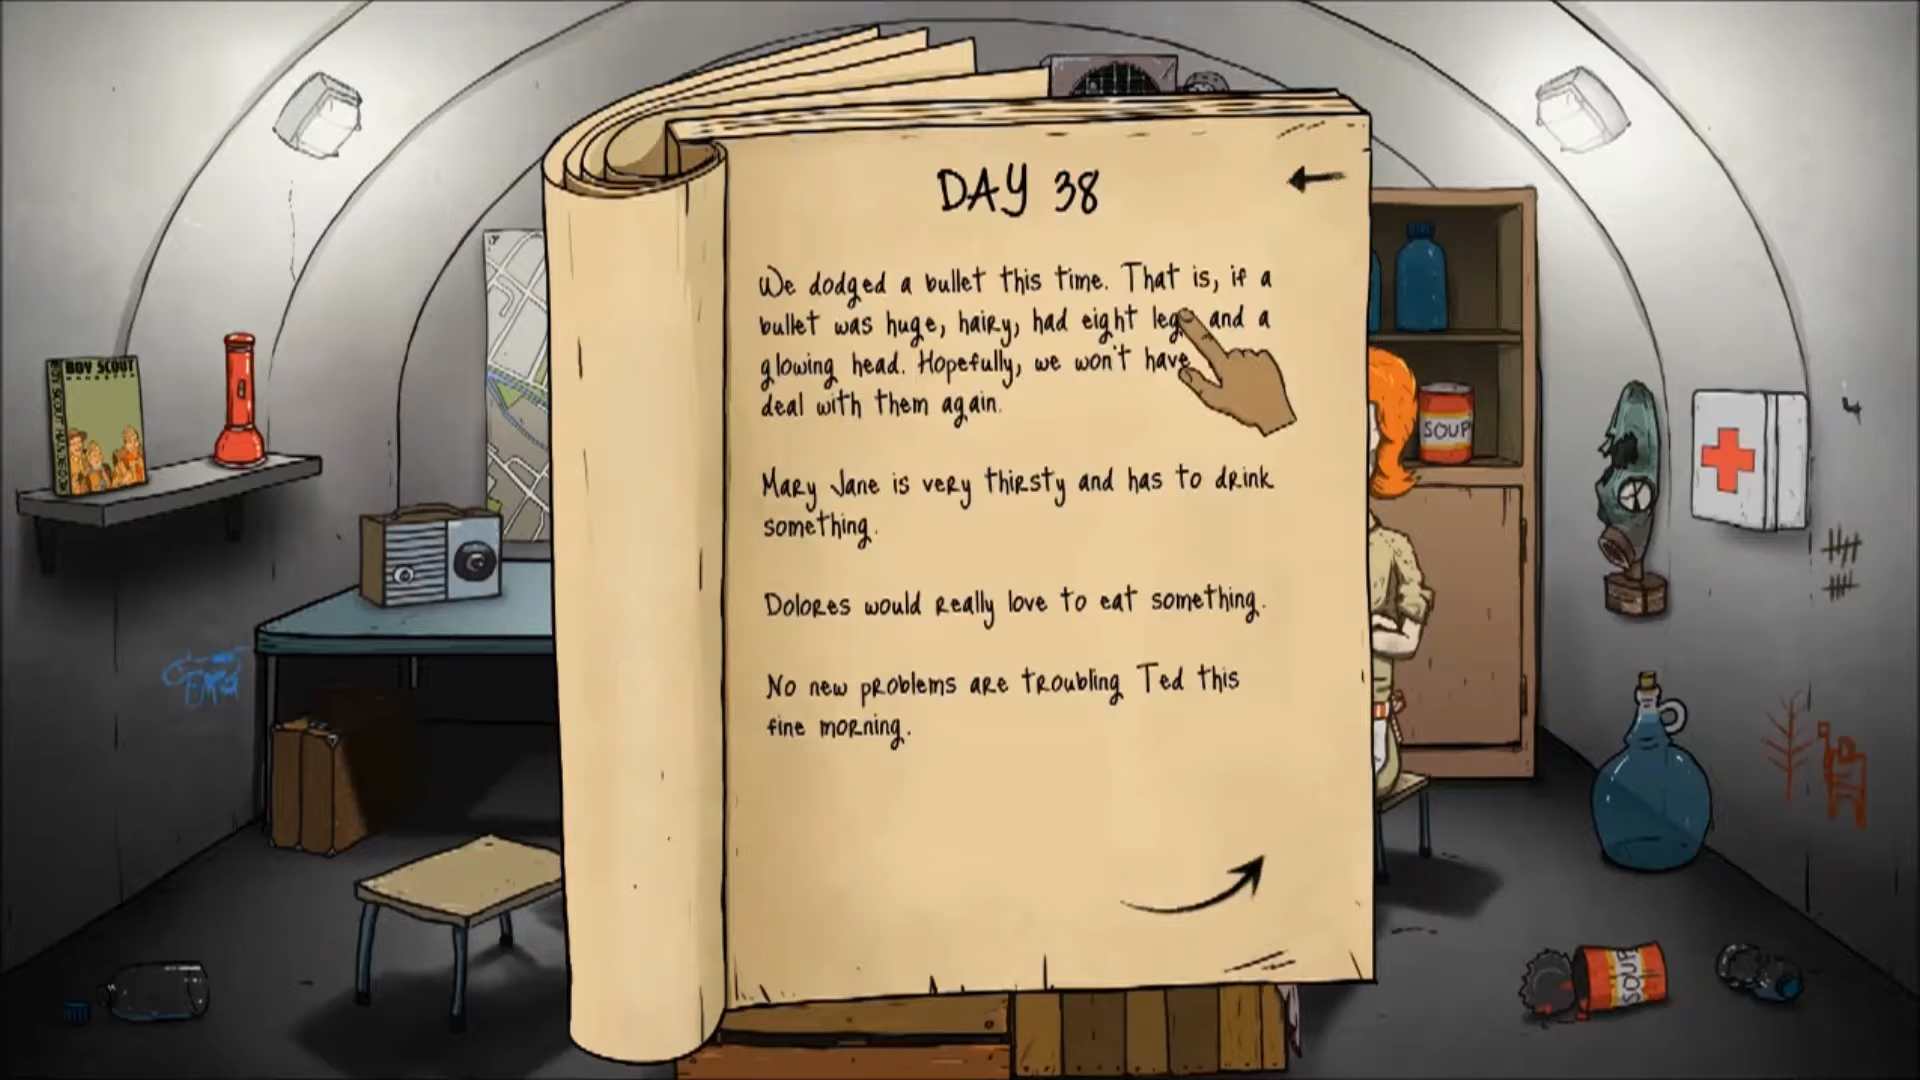 DAY 38
We dodged a bullet this time. That is, if a
bullet was huge, hairy, had eight legs and a
glowing head. Hopefully, we won't have
deal with them again.
Mary Jane is very thirsty and has to drink
something.
Dolores would really love to eat something.
No new problems are troubling Ted this
fine morning.
BOY SCOUT
SOUP
SOUP